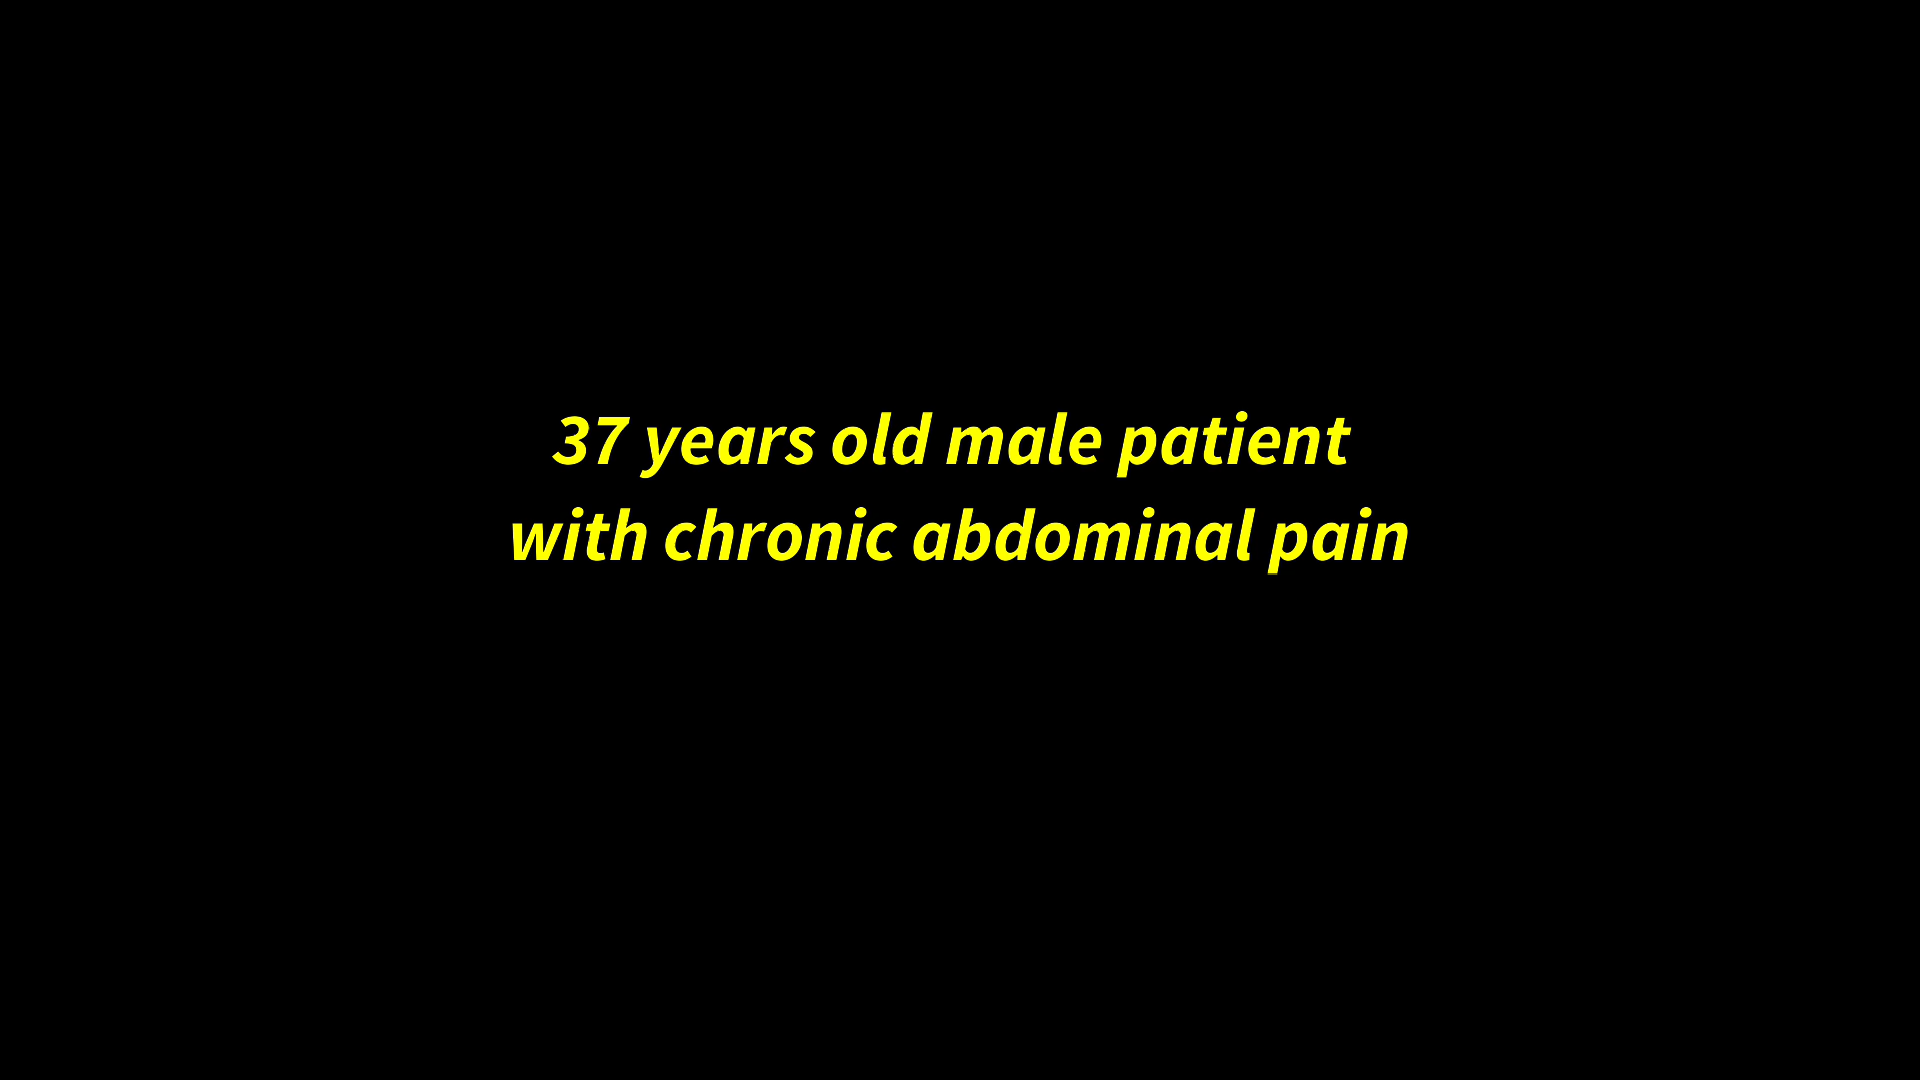 37 years old male patient
with chronic abdominal pain